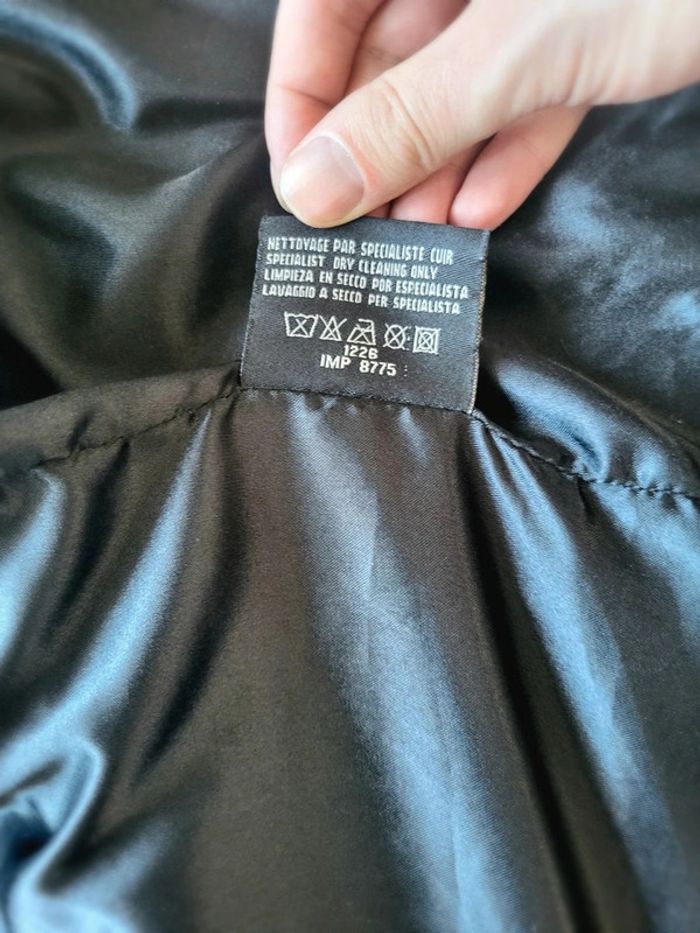 NETTOYAGE PAR SPECIALISTE CUIR
SPECIALIST DRY CLEANING ONLY
LIMPIEZA EN SECCO POR ESPECIALISTA
LAVAGGIO A SECCO PER SPECIALISTA
1226
IMP 8775